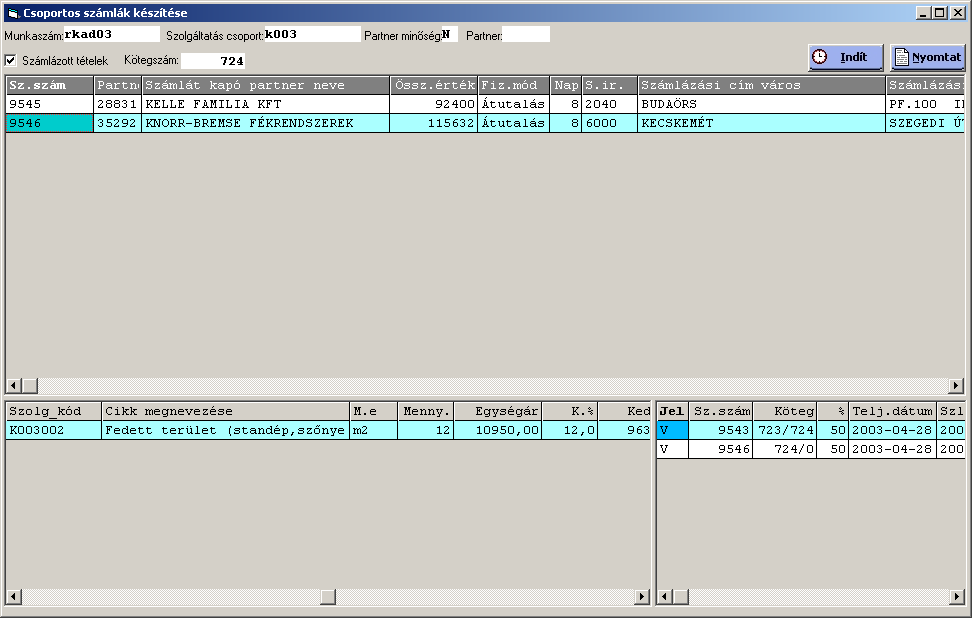 Csoportos számlák készítése
Munkaszám: rkad03 Szolgáltatás csoport: k003 Partner minőség: N Partner:
Számlázott tételek Kötegszám: 724 Indít Nyomtat
Sz.szám Partn Számlát kapó partner neve Össz.érték Fiz.mód Nap S.ir. Számlázási cím város Számlázási
9545 28831 KELLE FAMILIA KFT 92400 Átutalás 8 2040 BUDAÖRS PF.100
9546 35292 KNORR-BREMSE FÉKRENDSZEREK 115632 Átutalás 8 6000 KECSKEMÉT SZEGEDI ÚT
Szolg_kód Cikk megnevezése M.e Menny. Egységár K.% Ked Jel Sz.szám Köteg % Telj.dátum Szl
K003002 Fedett terület (standép,szőnye m2 12 10950,00 12,0 963 V 9543 723/724 50 2003-04-28 200
V 9546 724/0 50 2003-04-28 200